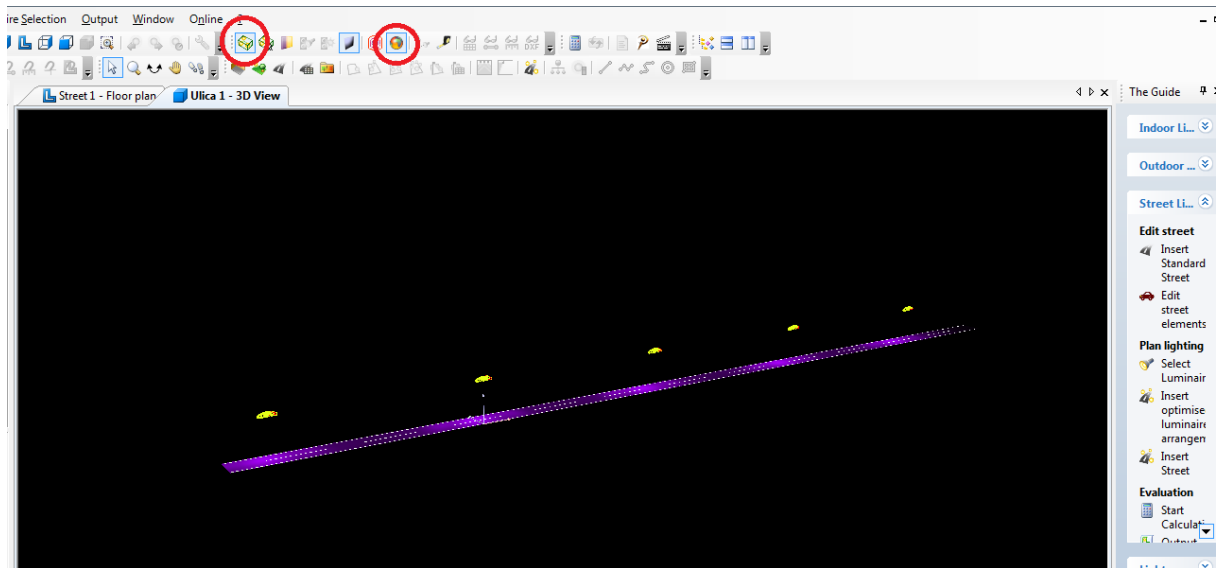 ire Selection Output Window Online ?
Street 1 - Floor plan Ulica 1 - 3D View The Guide
Indoor Li...
Outdoor ...
Street Li...
Edit street
Insert
Standard
Street
Edit
street
elements
Plan lighting
Select
Luminair
Insert
optimise
luminaire
arrangen
Insert
Street
Evaluation
Start
Calculat
Output